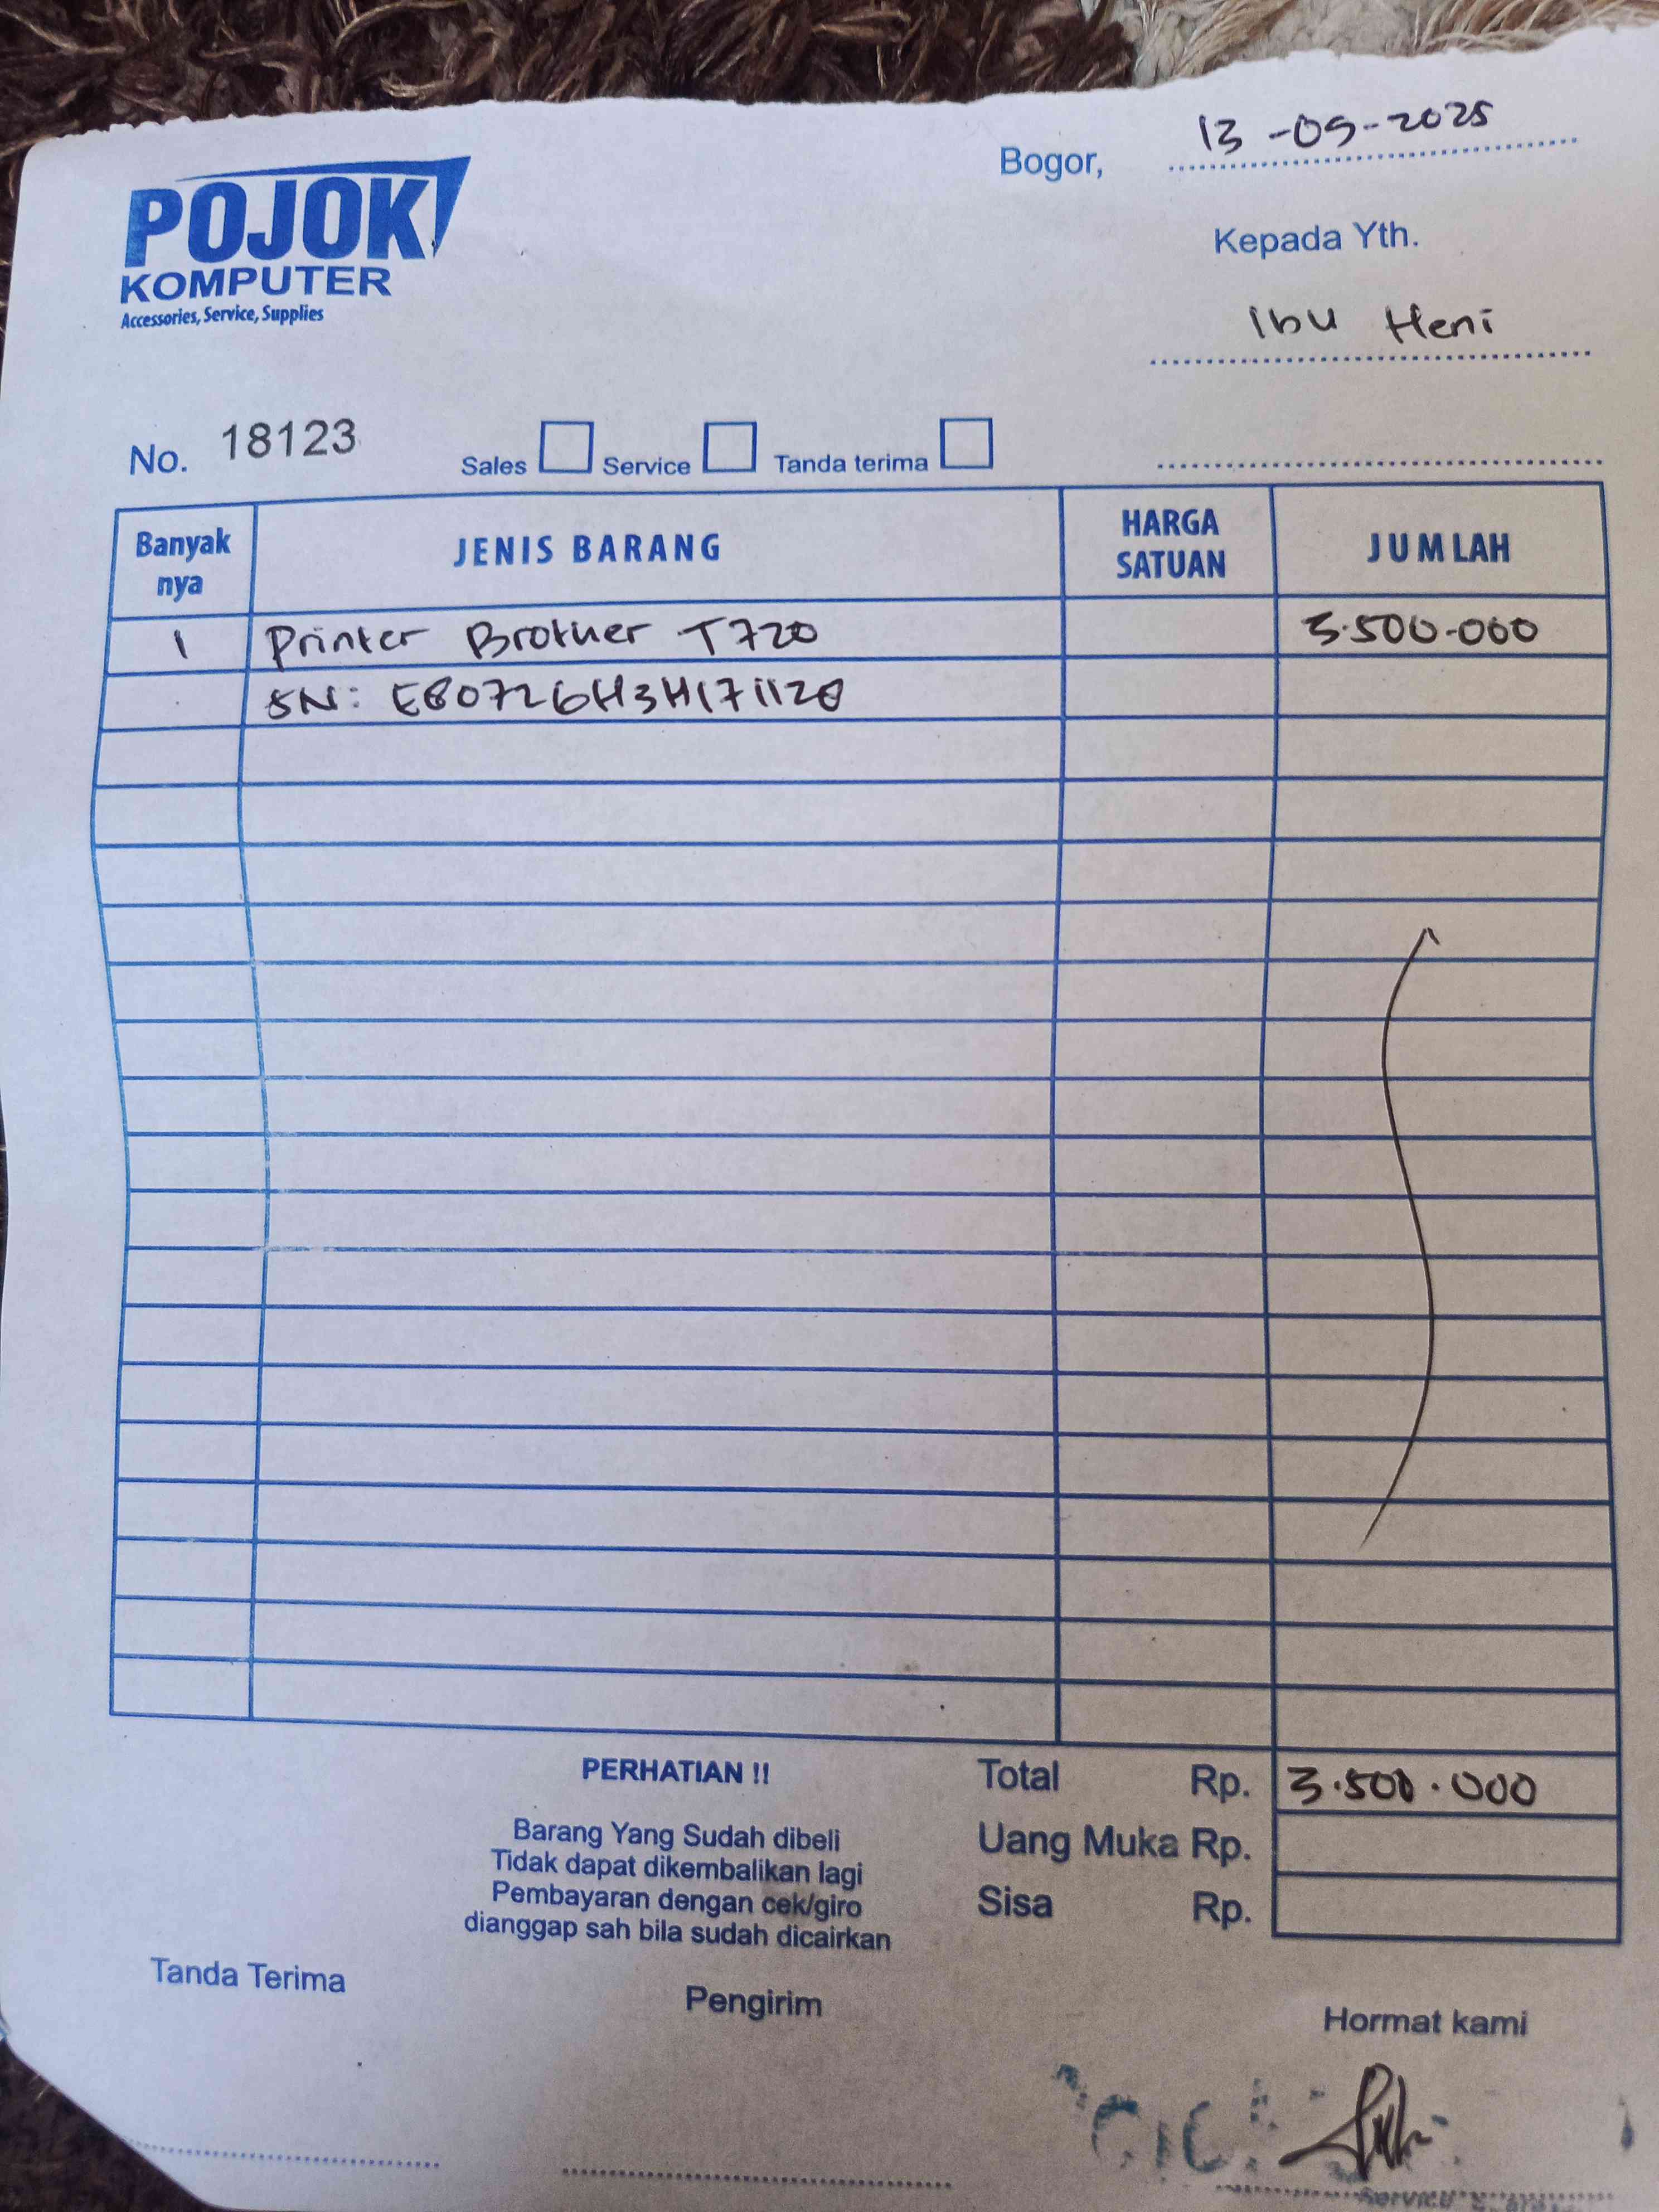 POJOK
KOMPUTER
Accessories, Service, Supplies
Bogor, 13-09-2025
Kepada Yth.
Ibu Heni
No. 18123 Sales Service Tanda terima
Banyak nya JENIS BARANG HARGA SATUAN JUMLAH
1 Printer Brother T720 3.500.000
SN: E80726H3H171128
PERHATIAN !!
Barang Yang Sudah dibeli
Tidak dapat dikembalikan lagi
Pembayaran dengan cek/giro
dianggap sah bila sudah dicairkan
Total Rp. 3.500.000
Uang Muka Rp.
Sisa Rp.
Tanda Terima Pengirim Hormat kami